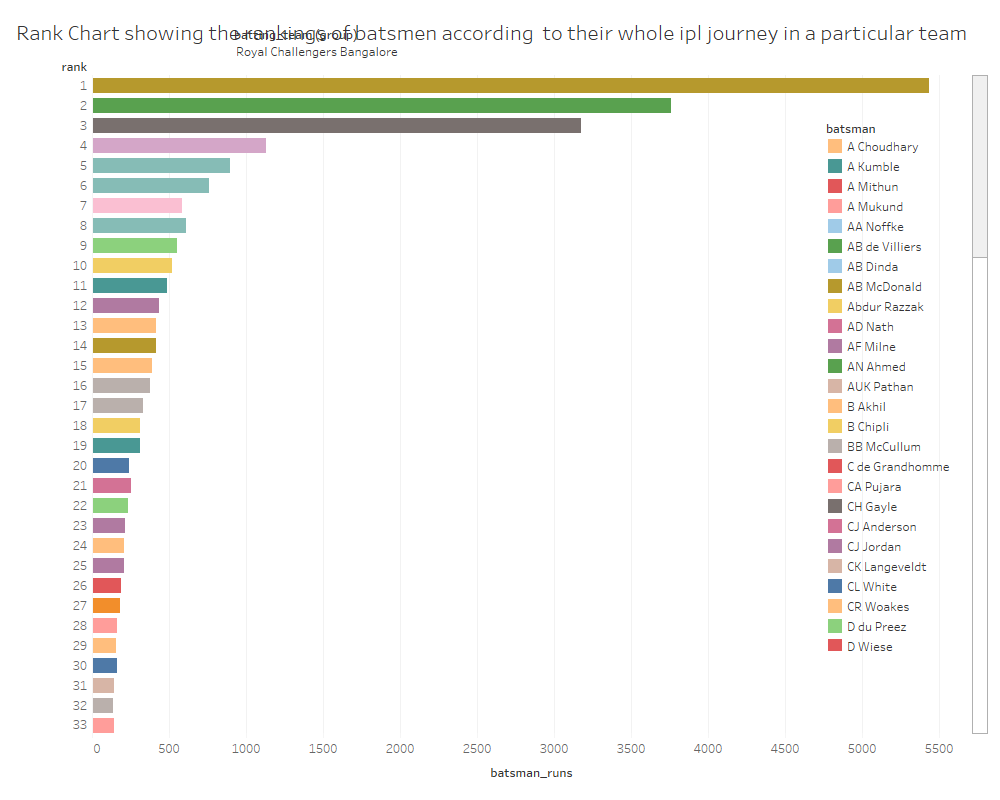 Rank Chart showing the rankings of batsmen according to their whole ipl journey in a particular team
batting_team (group)
Royal Challengers Bangalore
rank
1
2
3
4
5
6
7
8
9
10
11
12
13
14
15
16
17
18
19
20
21
22
23
24
25
26
27
28
29
30
31
32
33
batsman
A Choudhary
A Kumble
A Mithun
A Mukund
AA Noffke
AB de Villiers
AB Dinda
AB McDonald
Abdur Razzak
AD Nath
AF Milne
AN Ahmed
AUK Pathan
B Akhil
B Chipli
BB McCullum
C de Grandhomme
CA Pujara
CH Gayle
CJ Anderson
CJ Jordan
CK Langeveldt
CL White
CR Woakes
D du Preez
D Wiese
0 500 1000 1500 2000 2500 3000 3500 4000 4500 5000 5500
batsman_runs